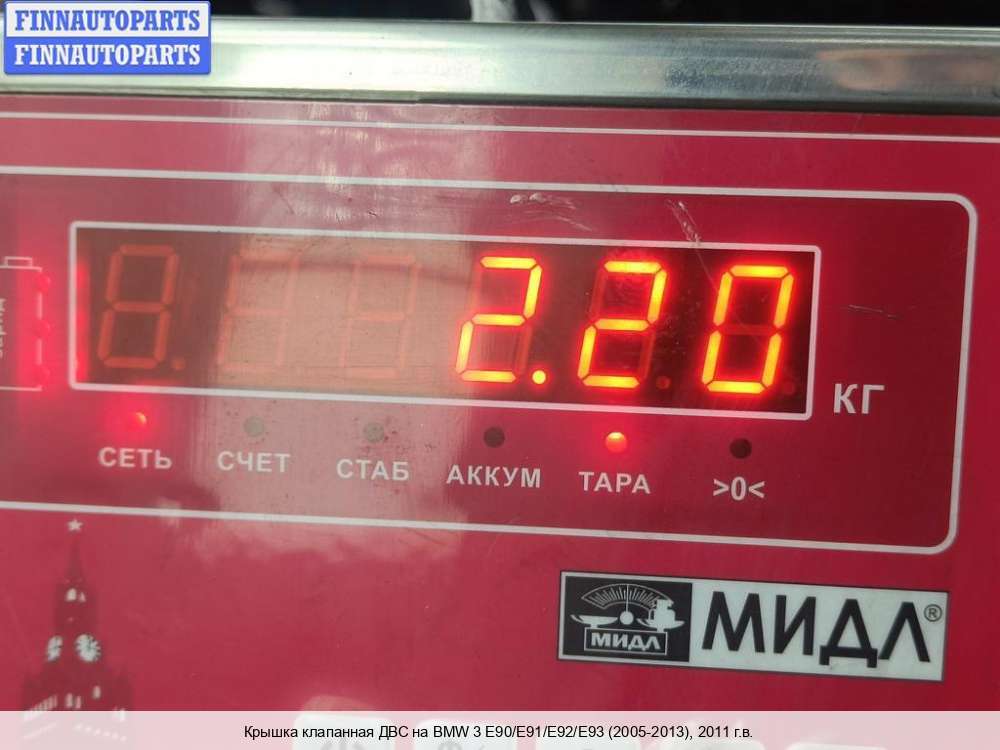 FINNAUTOPARTS
FINNAUTOPARTS
2.20
КГ
СЕТЬ СЧЕТ СТАБ АККУМ ТАРА >0<
МИДЛ МИДЛ®
Крышка клапанная ДВС на BMW 3 E90/E91/E92/E93 (2005-2013), 2011 г.в.